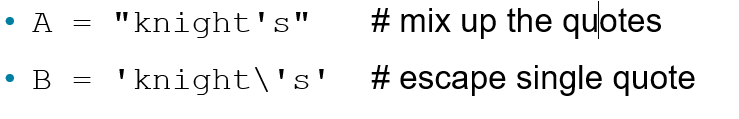 • A = "knight's" # mix up the quotes
• B = 'knight\'s' # escape single quote